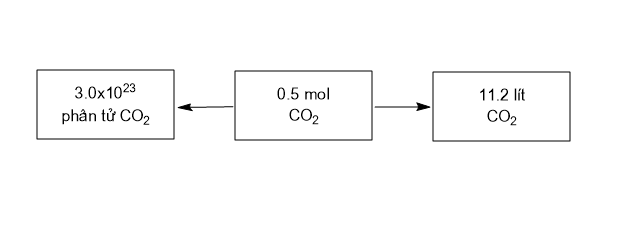 3.0x10²³
phân tử CO₂
0.5 mol
CO₂
11.2 lít
CO₂